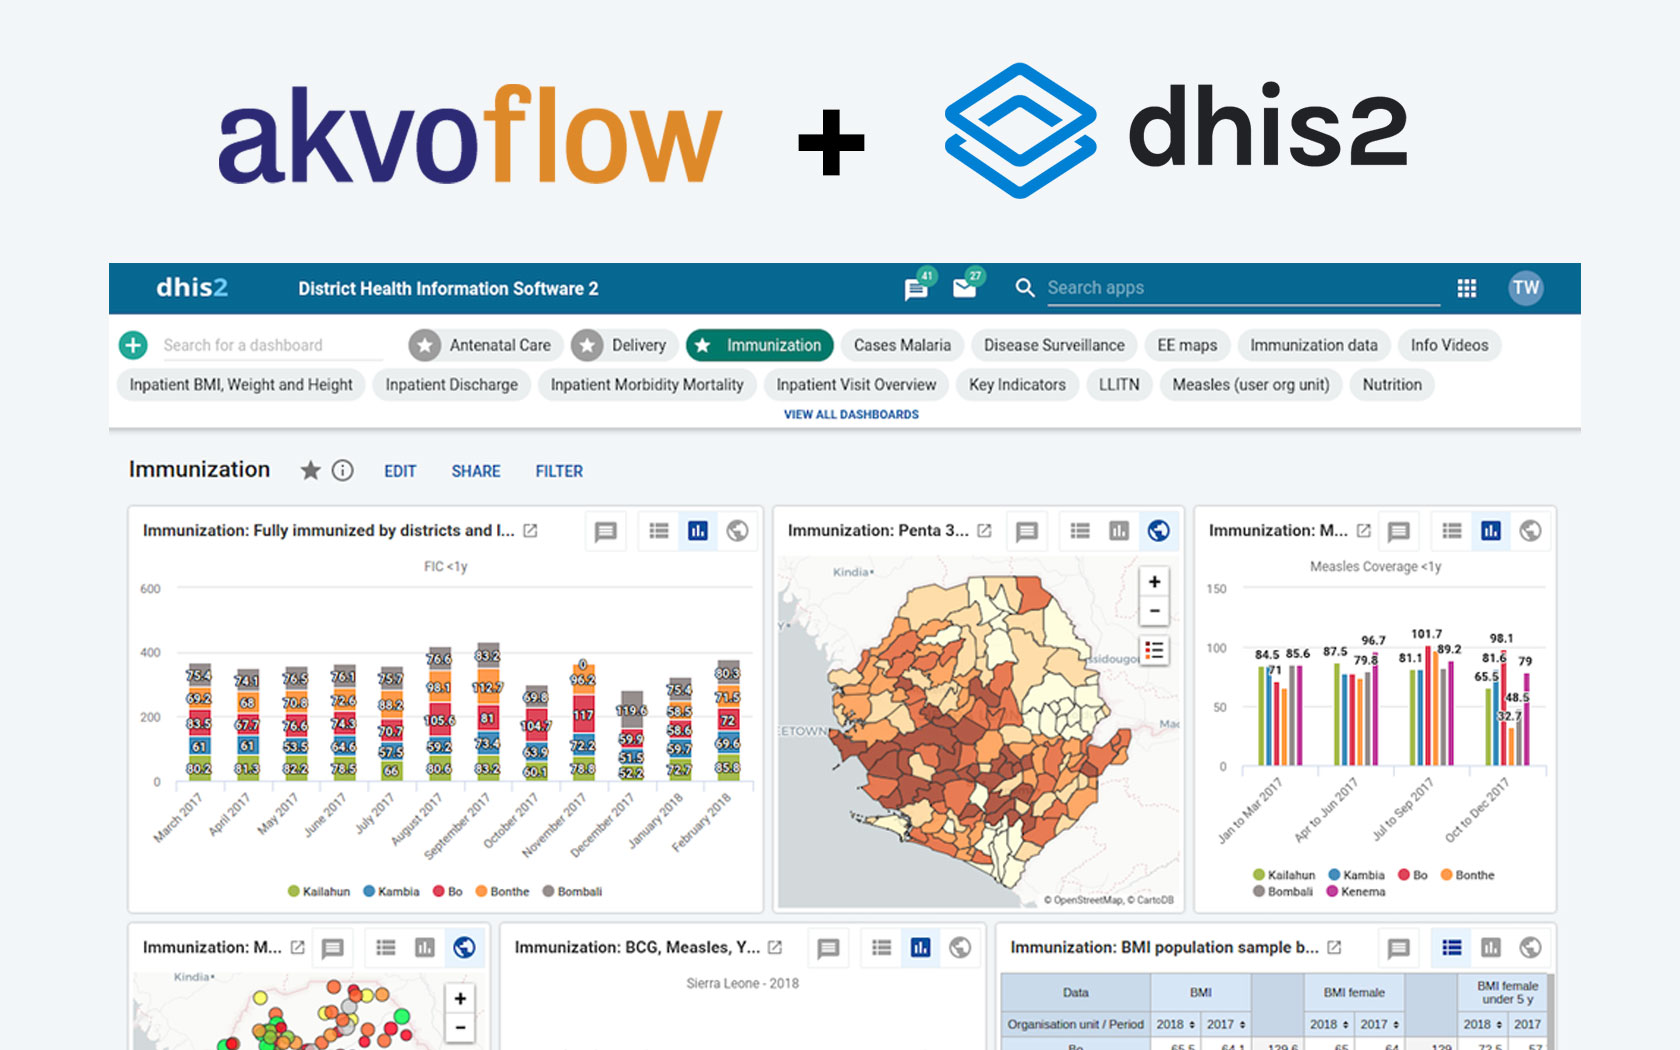 akvoflow + dhis2
dhis2 District Health Information Software 2 41 27 Search apps TW
Search for a dashboard Antenatal Care Delivery Immunization Cases Malaria Disease Surveillance EE maps Immunization data Info Videos
Inpatient BMI, Weight and Height Inpatient Discharge Inpatient Morbidity Mortality Inpatient Visit Overview Key Indicators LLITN Measles (user org unit) Nutrition
VIEW ALL DASHBOARDS
Immunization EDIT SHARE FILTER
Immunization: Fully immunized by districts and I...
FIC <1y
600
400
200
0
75.4 74.1 76.5 76.1 75.7 76.6 83.2 69.8 0 119.6 75.4 80.3
69.2 68 70.8 72.6 88.2 98.1 112.7 104.7 96.2 59.9 58.5 71.5
83.5 67.7 76.6 74.3 70.7 105.6 81 63.9 117 51.5 58.6 72
61 61 53.5 64.6 57.5 59.2 73.4 60.1 72.2 52.2 59.7 69.6
80.2 81.3 82.2 78.5 66 80.6 83.2 78.8 72.7 85.8
March 2017 April 2017 May 2017 June 2017 July 2017 August 2017 September 2017 October 2017 November 2017 December 2017 January 2018 February 2018
Kailahun Kambia Bo Bonthe Bombali
Immunization: Penta 3...
Kindia
+
−
ssidougou
Mac
EETOWN
© OpenStreetMap, © CartoDB
Immunization: M...
Measles Coverage <1y
150
100
50
0
84.5 71 85.6 87.5 79.8 96.7 81.1 101.7 89.2 65.5 81.6 98.1 32.7 48.5 79
Jan to Mar 2017 Apr to Jun 2017 Jul to Sep 2017 Oct to Dec 2017
Kailahun Kambia Bo Bonthe
Bombali Kenema
Immunization: M...
Kindia
+
−
Immunization: BCG, Measles, Y...
Sierra Leone - 2018
Immunization: BMI population sample b...
Data BMI BMI female BMI female
under 5 y
Organisation unit / Period 2018 2017 2018 2017 2018 2017
Bo 65.5 64.1 129.6 65 64 129 72.5 57